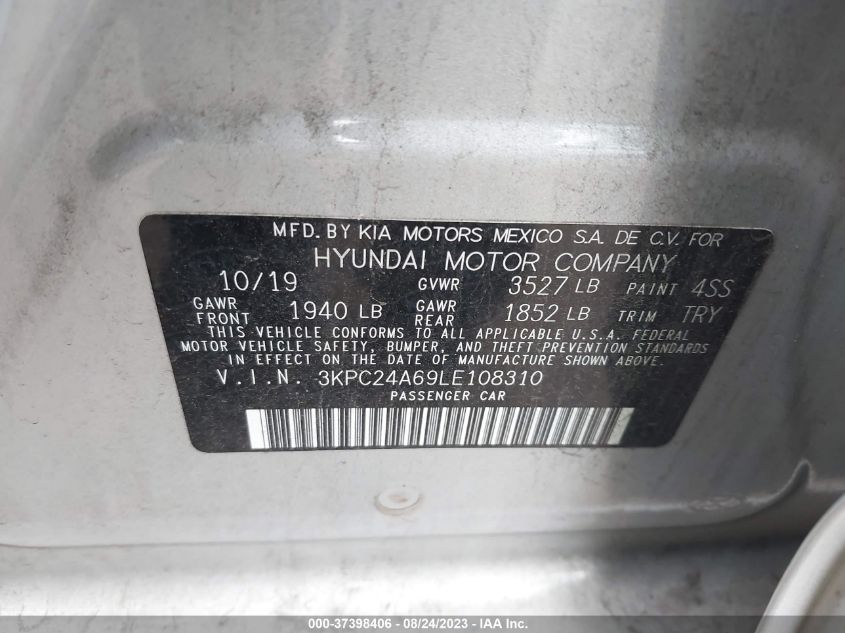 MFD. BY KIA MOTORS MEXICO S.A. DE C.V. FOR
HYUNDAI MOTOR COMPANY
10/19 GVWR 3527 LB PAINT 4SS
GAWR FRONT 1940 LB GAWR REAR 1852 LB TRIM TRY
THIS VEHICLE CONFORMS TO ALL APPLICABLE U.S.A. FEDERAL
MOTOR VEHICLE SAFETY, BUMPER, AND THEFT PREVENTION STANDARDS
IN EFFECT ON THE DATE OF MANUFACTURE SHOWN ABOVE.
V.I.N. 3KPC24A69LE108310
PASSENGER CAR
000-37398406 - 08/24/2023 - IAA Inc.